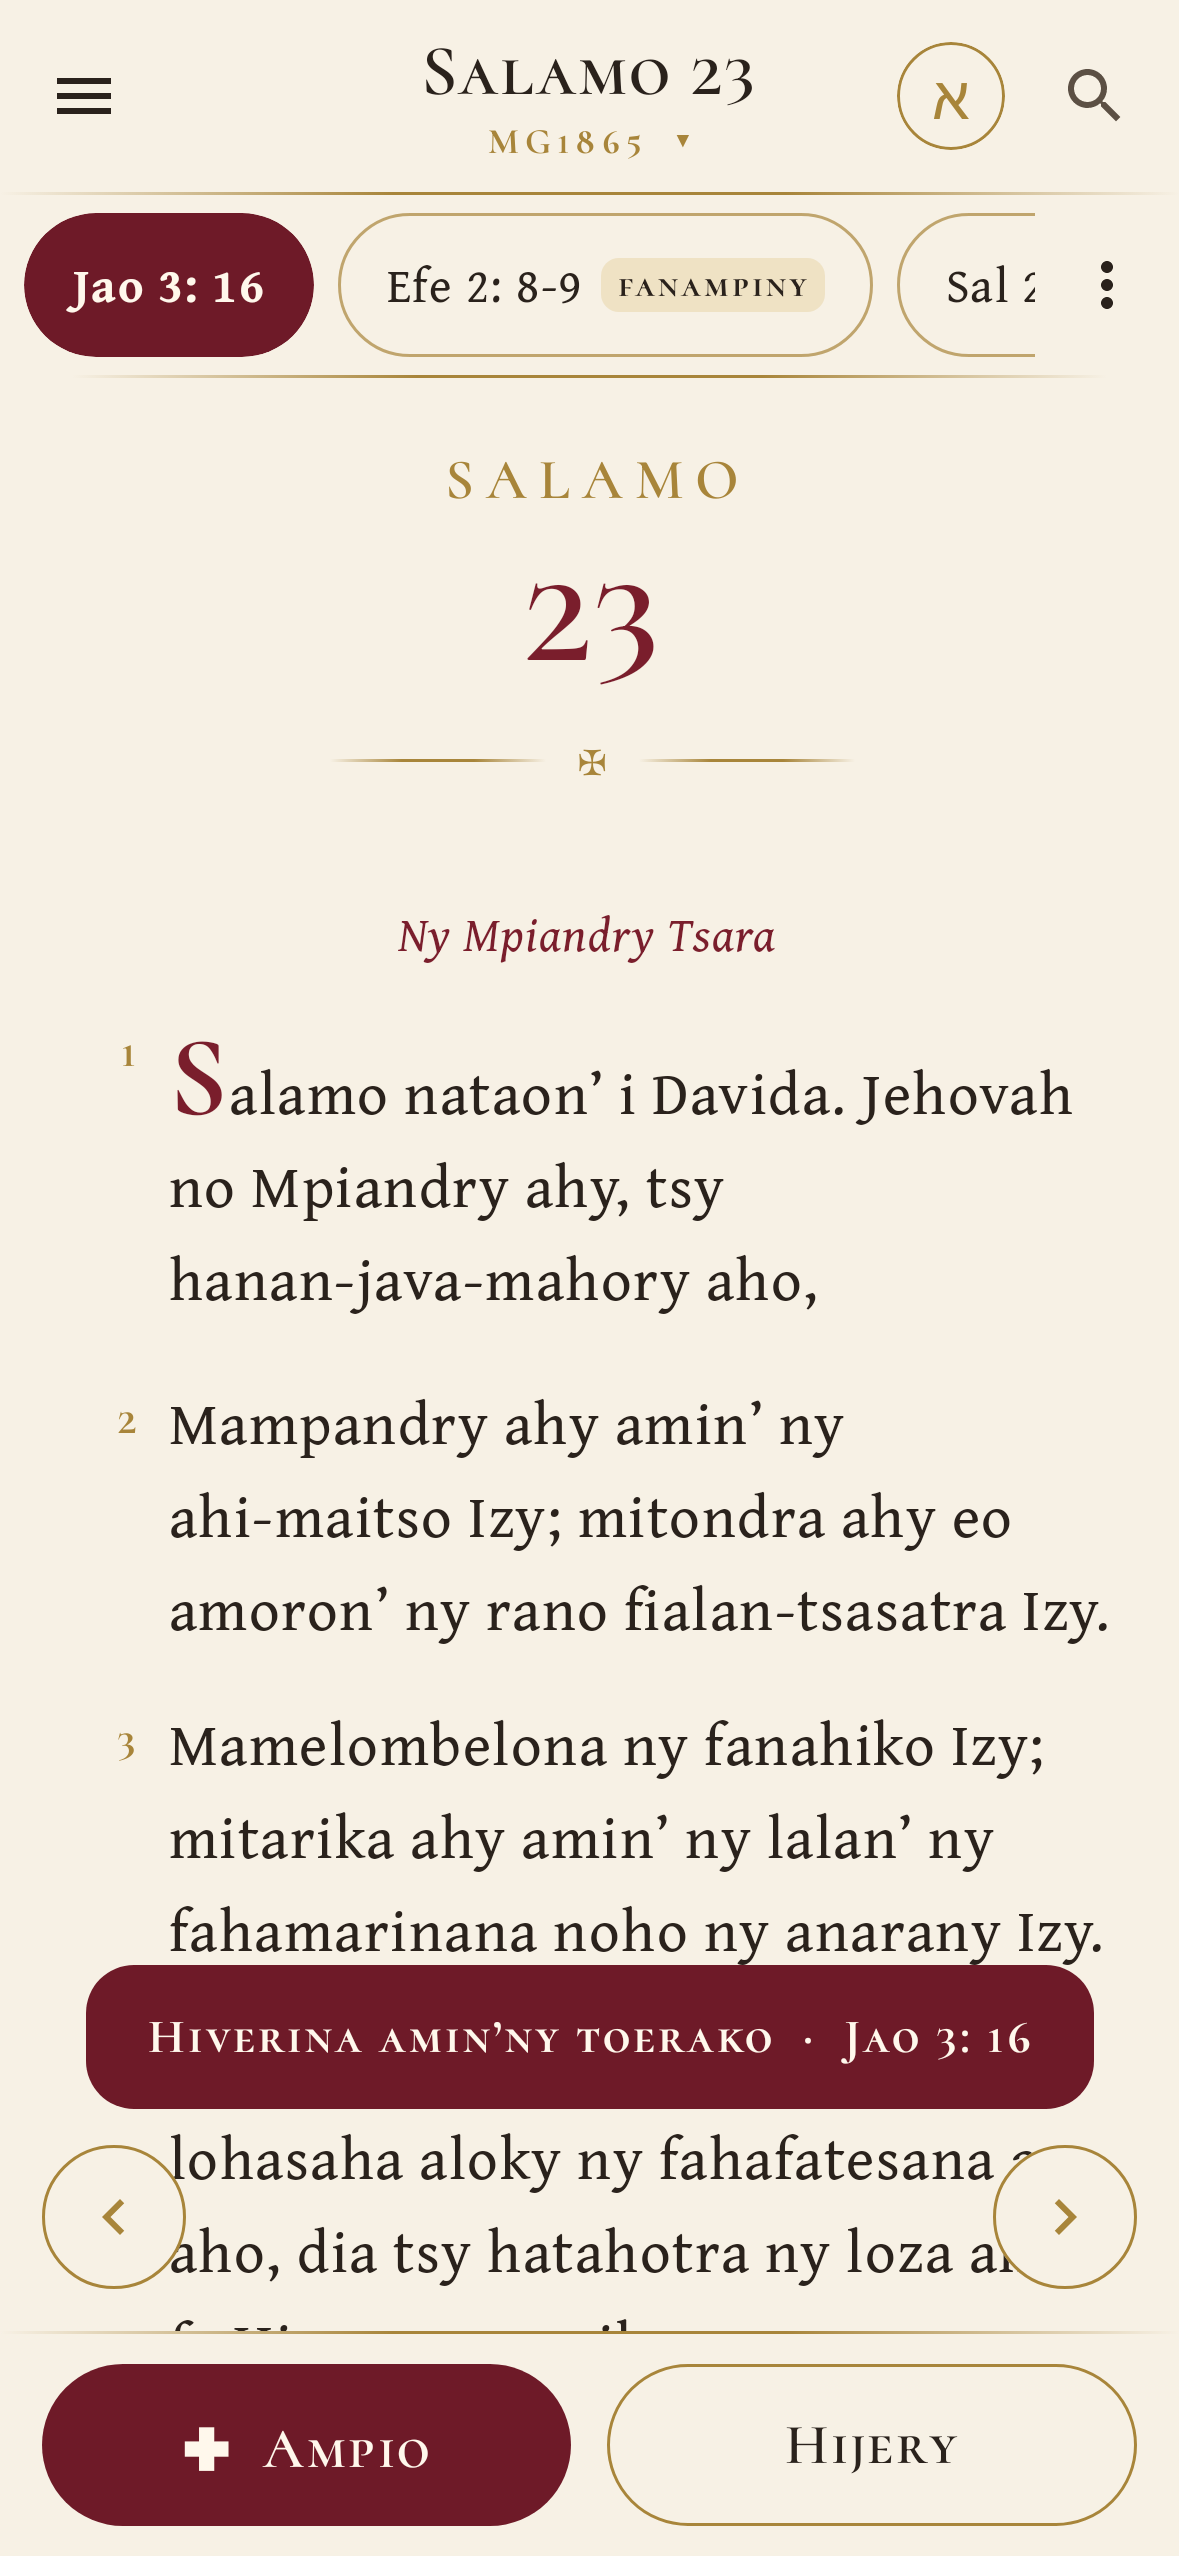 Salamo 23
MG1865 ▼
א
Jao 3: 16
Efe 2: 8-9 FANAMPINY
Sal
SALAMO
23
✠
Ny Mpiandry Tsara
1 Salamo nataon’ i Davida. Jehovah
no Mpiandry ahy, tsy
hanan-java-mahory aho,
2 Mampandry ahy amin’ ny
ahi-maitso Izy; mitondra ahy eo
amoron’ ny rano fialan-tsasatra Izy.
3 Mamelombelona ny fanahiko Izy;
mitarika ahy amin’ ny lalan’ ny
fahamarinana noho ny anarany Izy.
Hiverina amin’ny toerako · Jao 3: 16
lohasaha aloky ny fahafatesana
aho, dia tsy hatahotra ny loza
Ampio
Hijery